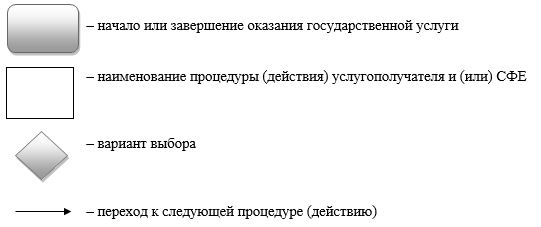 – начало или завершение оказания государственной услуги
– наименование процедуры (действия) услугополучателя и (или) СФЕ
– вариант выбора
– переход к следующей процедуре (действию)